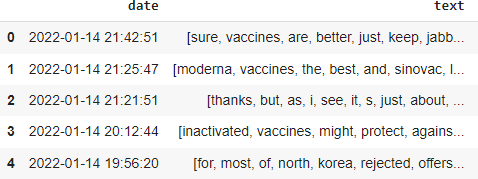 date text
0 2022-01-14 21:42:51 [sure, vaccines, are, better, just, keep, jabb...
1 2022-01-14 21:25:47 [moderna, vaccines, the, best, and, sinovac, l...
2 2022-01-14 21:21:51 [thanks, but, as, i, see, it, s, just, about, ...
3 2022-01-14 20:12:44 [inactivated, vaccines, might, protect, agains...
4 2022-01-14 19:56:20 [for, most, of, north, korea, rejected, offers...